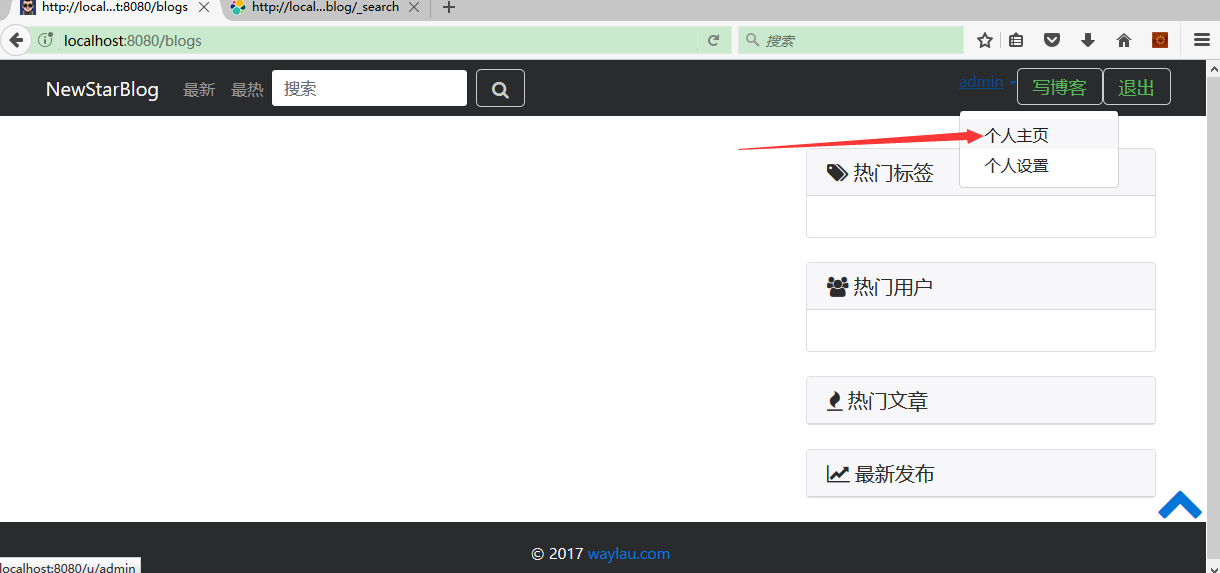 http://local...t:8080/blogs http://local...blog/_search
localhost:8080/blogs 搜索
NewStarBlog 最新 最热 搜索 admin 写博客 退出
个人主页
个人设置
热门标签
热门用户
热门文章
最新发布
© 2017 waylau.com
localhost:8080/u/admin